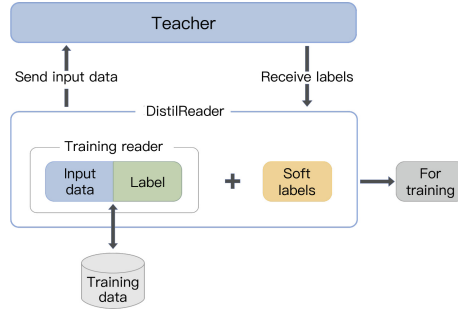 Teacher
Send input data
Receive labels
DistilReader
Training reader
Input
data
Label
+
Soft
labels
For
training
Training
data